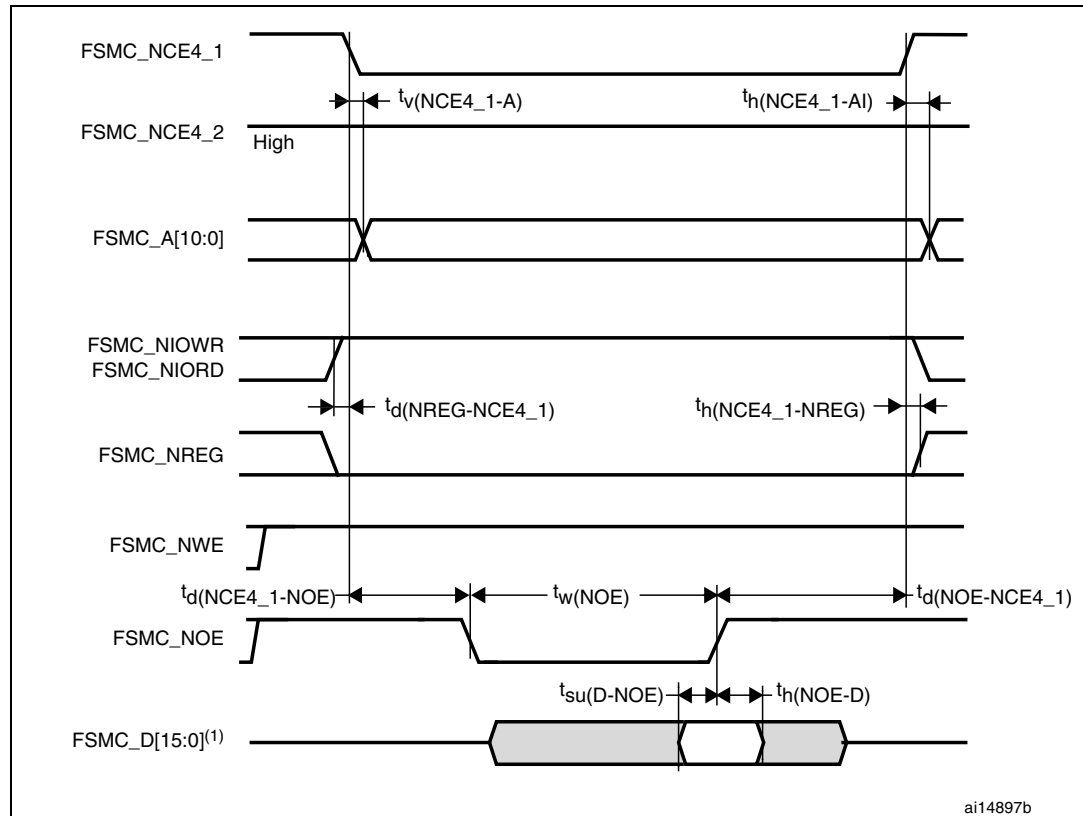 FSMC_NCE4_1
tv(NCE4_1-A)
th(NCE4_1-AI)
FSMC_NCE4_2
High
FSMC_A[10:0]
FSMC_NIOWR
FSMC_NIORD
td(NREG-NCE4_1)
th(NCE4_1-NREG)
FSMC_NREG
FSMC_NWE
td(NCE4_1-NOE)
tw(NOE)
td(NOE-NCE4_1)
FSMC_NOE
tsu(D-NOE)
th(NOE-D)
FSMC_D[15:0](1)
ai14897b